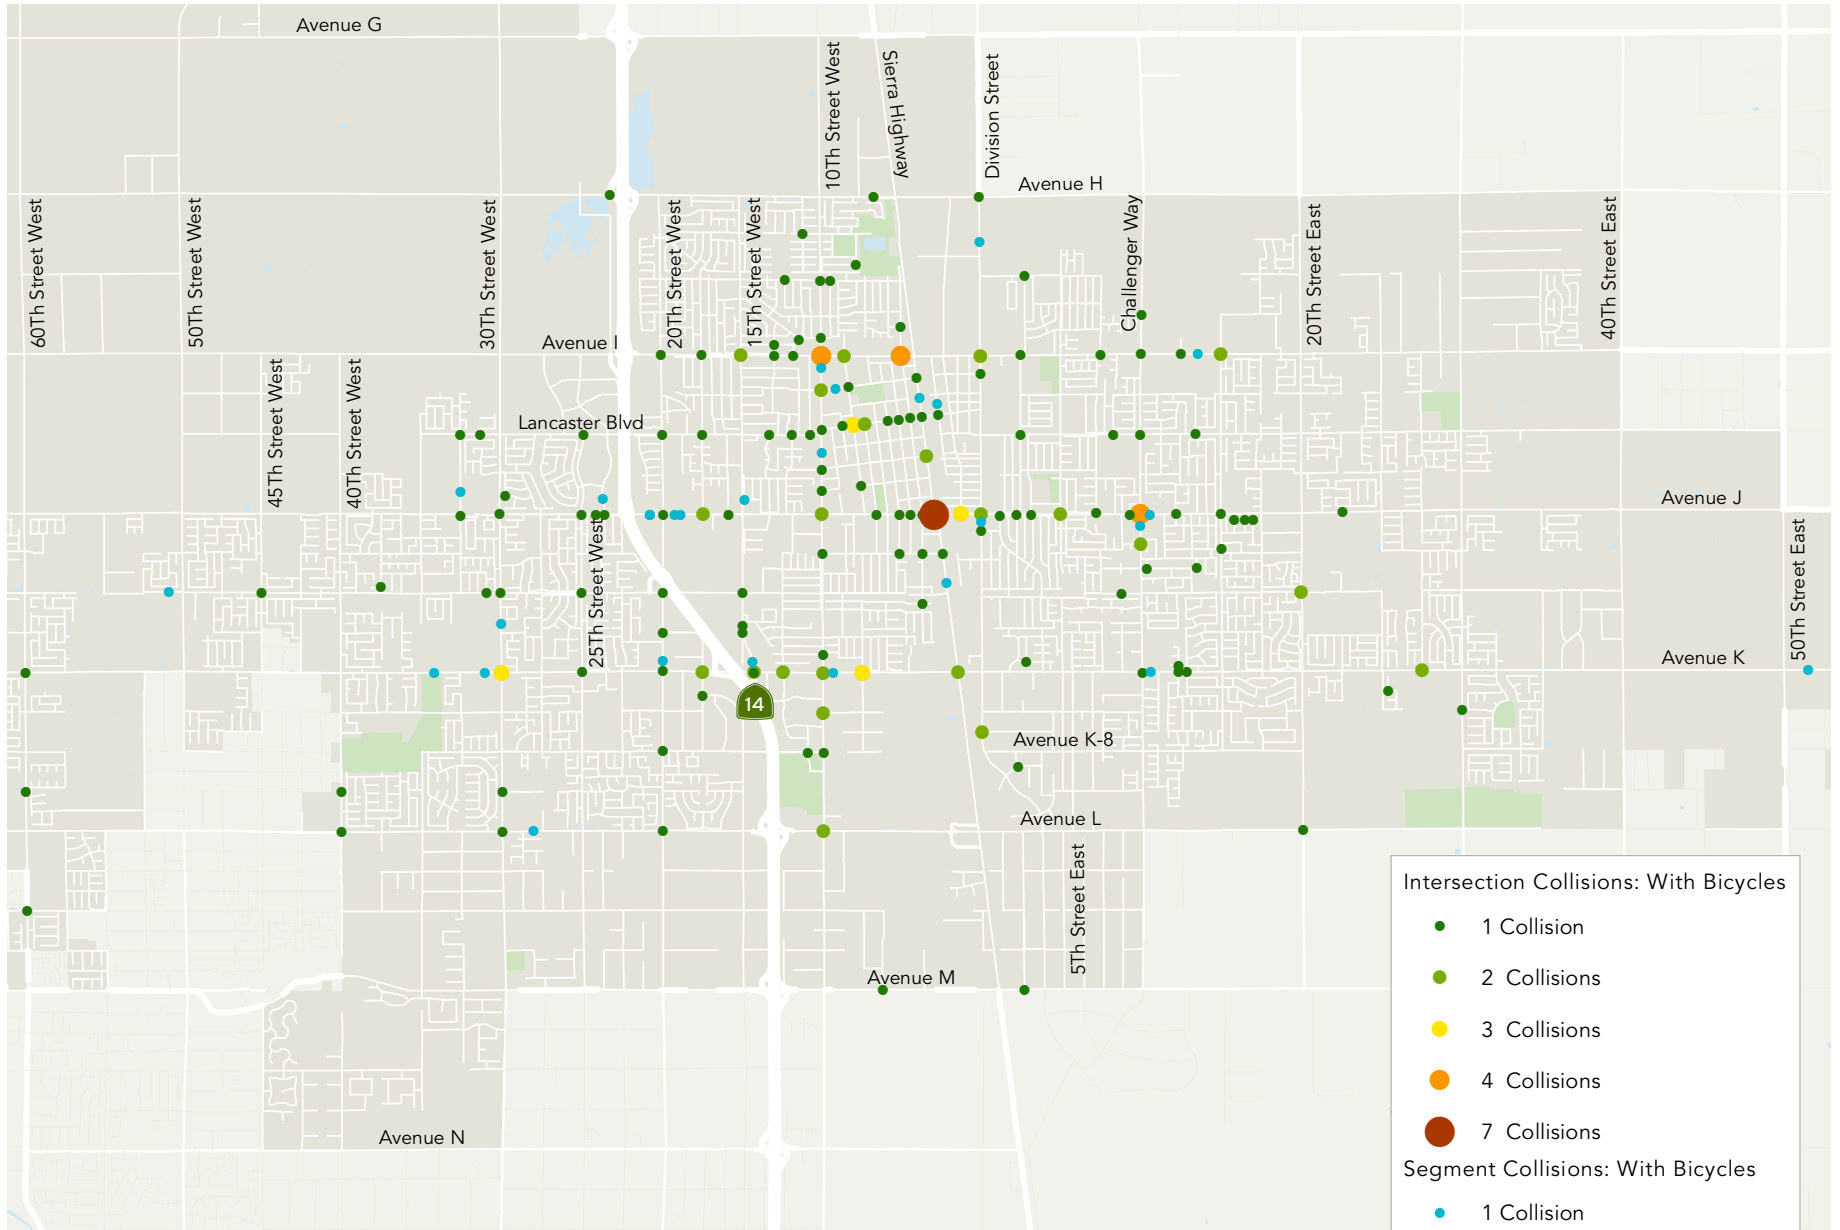 Avenue G
10Th Street West
Sierra Highway
Division Street
Avenue H
60Th Street West
50Th Street West
30Th Street West
20Th Street West
15Th Street West
Challenger Way
20Th Street East
40Th Street East
Avenue I
45Th Street West
40Th Street West
Lancaster Blvd
Avenue J
25Th Street West
50Th Street East
Avenue K
14
Avenue K-8
Avenue L
5Th Street East
Avenue M
Avenue N
Intersection Collisions: With Bicycles
1 Collision
2 Collisions
3 Collisions
4 Collisions
7 Collisions
Segment Collisions: With Bicycles
1 Collision